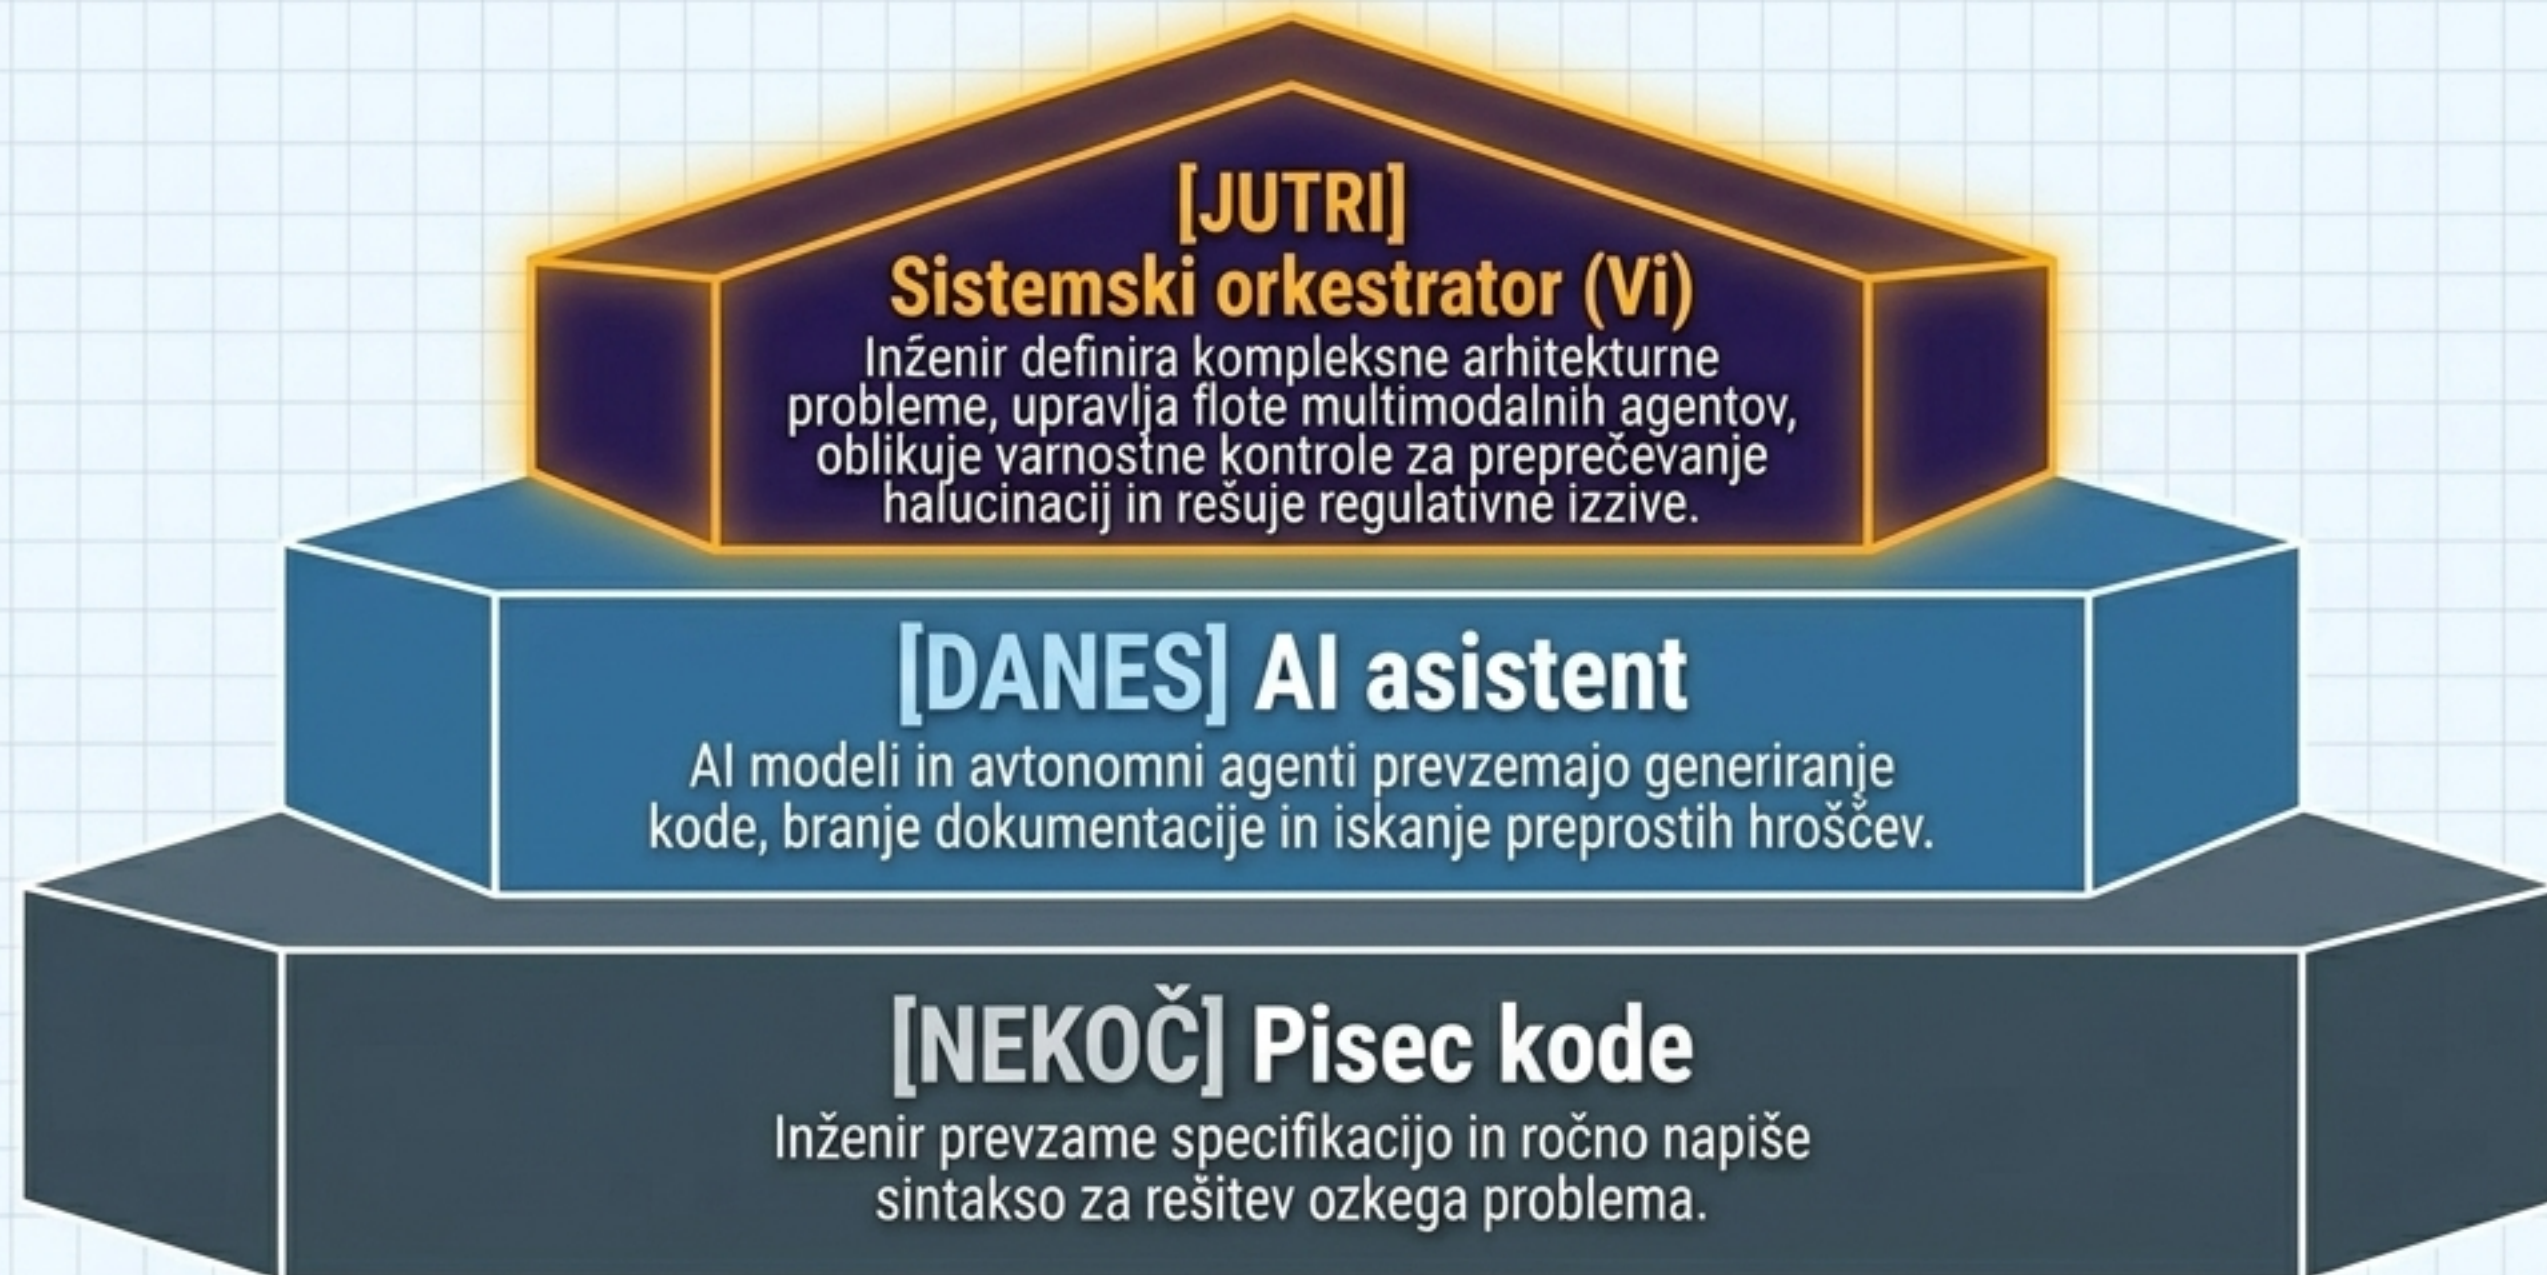 [JUTRI]
Sistemski orkestrator (Vi)
Inženir definira kompleksne arhitekturne
probleme, upravlja flote multimodalnih agentov,
oblikuje varnostne kontrole za preprečevanje
halucinacij in rešuje regulativne izzive.
[DANES] AI asistent
AI modeli in avtonomni agenti prevzemajo generiranje
kode, branje dokumentacije in iskanje preprostih hroščev.
[NEKOČ] Pisec kode
Inženir prevzame specifikacijo in ročno napiše
sintakso za rešitev ozkega problema.